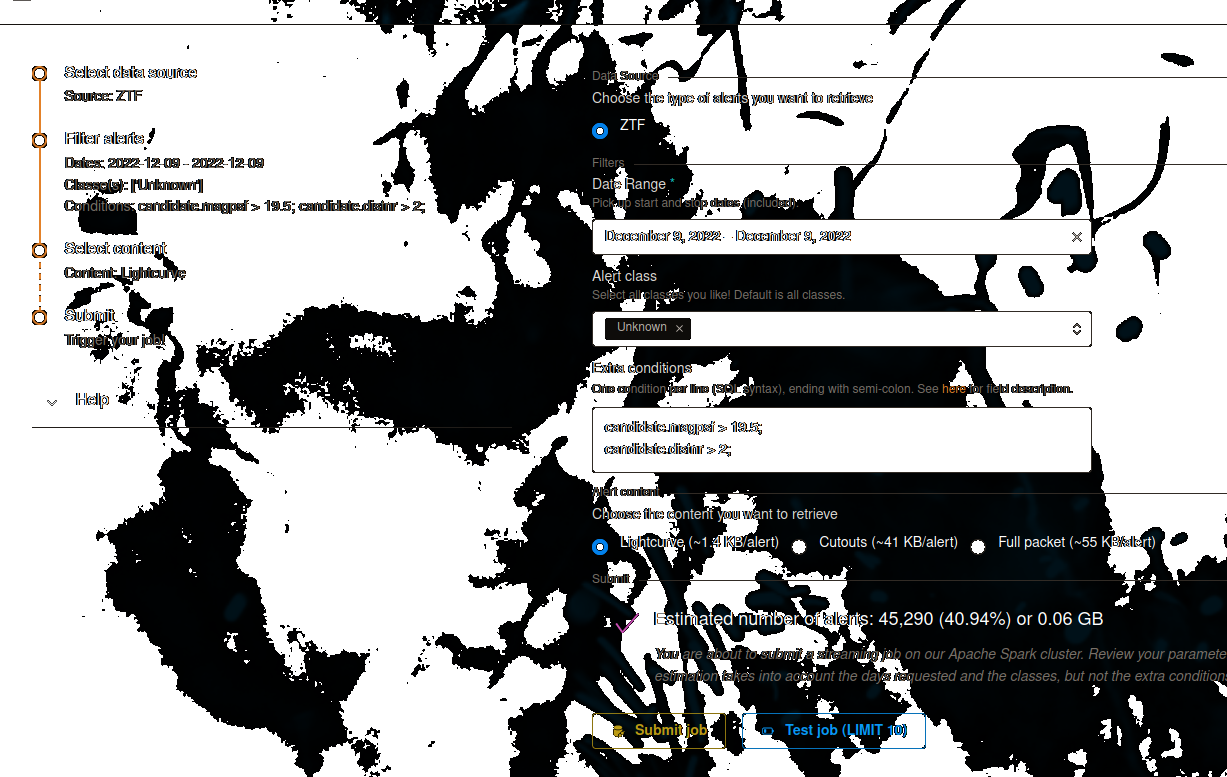 Select data source
Source: ZTF
Filter alerts
Dates: 2022-12-09 - 2022-12-09
Class(s): ["Unknown"]
Conditions: candidate.magpsf > 19.5; candidate.distnr > 2;
Select content
Content: Lightcurve
Submit
Trigger your job!
Help
Data Source
Choose the type of alerts you want to retrieve
ZTF
Filters
Date Range *
Pick up start and stop dates (included).
December 9, 2022 – December 9, 2022
Alert class
Select all classes you like! Default is all classes.
Unknown
Extra conditions
One condition per line (SQL syntax), ending with semi-colon. See here for field description.
candidate.magpsf > 19.5;
candidate.distnr > 2;
Alert content
Choose the content you want to retrieve
Lightcurve (~1.4 KB/alert) Cutouts (~41 KB/alert) Full packet (~55 KB/alert)
Submit
Estimated number of alerts: 45,290 (40.94%) or 0.06 GB
You are about to submit a streaming job on our Apache Spark cluster. Review your paramete
estimation takes into account the days requested and the classes, but not the extra conditions
Submit job Test job (LIMIT 10)